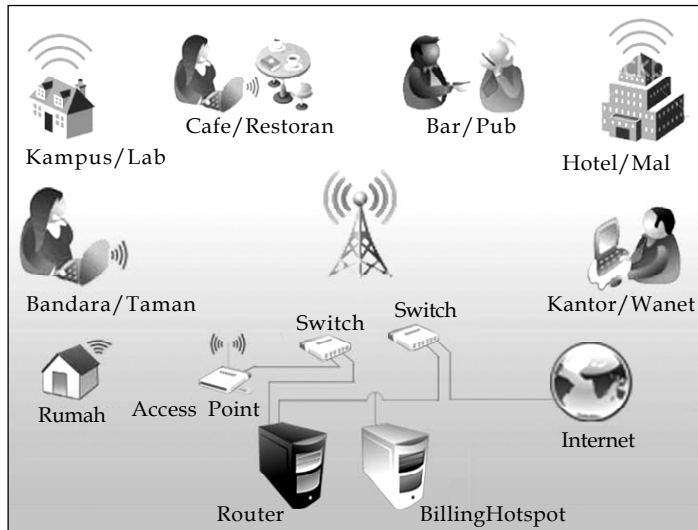 Cafe/Restoran
Bar/Pub
Kampus/Lab
Hotel/Mal
Bandara/Taman
Kantor/Wanet
Switch
Switch
Rumah
Access Point
Internet
Router
BillingHotspot